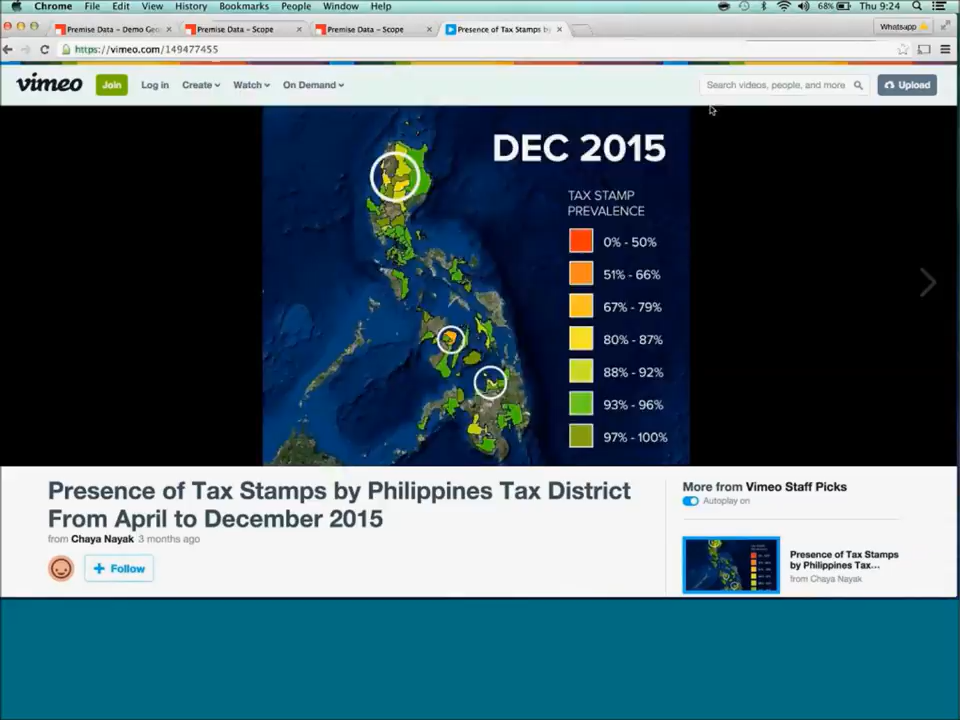 Chrome File Edit View History Bookmarks People Window Help 68% Thu 9:24
Premise Data – Demo Geo Premise Data – Scope Premise Data – Scope Presence of Tax Stamps by Whatsapp
https://vimeo.com/149477455
vimeo Join Log in Create Watch On Demand Search videos, people, and more Upload
DEC 2015
TAX STAMP
PREVALENCE
0% - 50%
51% - 66%
67% - 79%
80% - 87%
88% - 92%
93% - 96%
97% - 100%
Presence of Tax Stamps by Philippines Tax District
From April to December 2015
from Chaya Nayak 3 months ago
+ Follow
More from Vimeo Staff Picks
Autoplay on
Presence of Tax Stamps
by Philippines Tax...
from Chaya Nayak